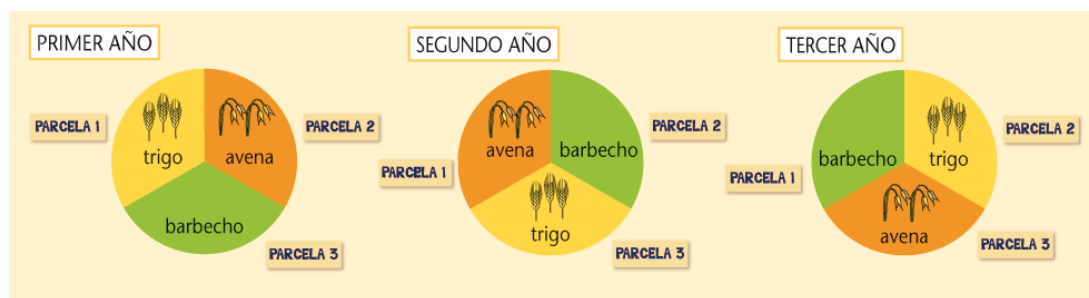 PRIMER AÑO
PARCELA 1
trigo
avena
PARCELA 2
barbecho
PARCELA 3
SEGUNDO AÑO
PARCELA 1
avena
barbecho
PARCELA 2
trigo
PARCELA 3
TERCER AÑO
PARCELA 1
barbecho
trigo
PARCELA 2
avena
PARCELA 3